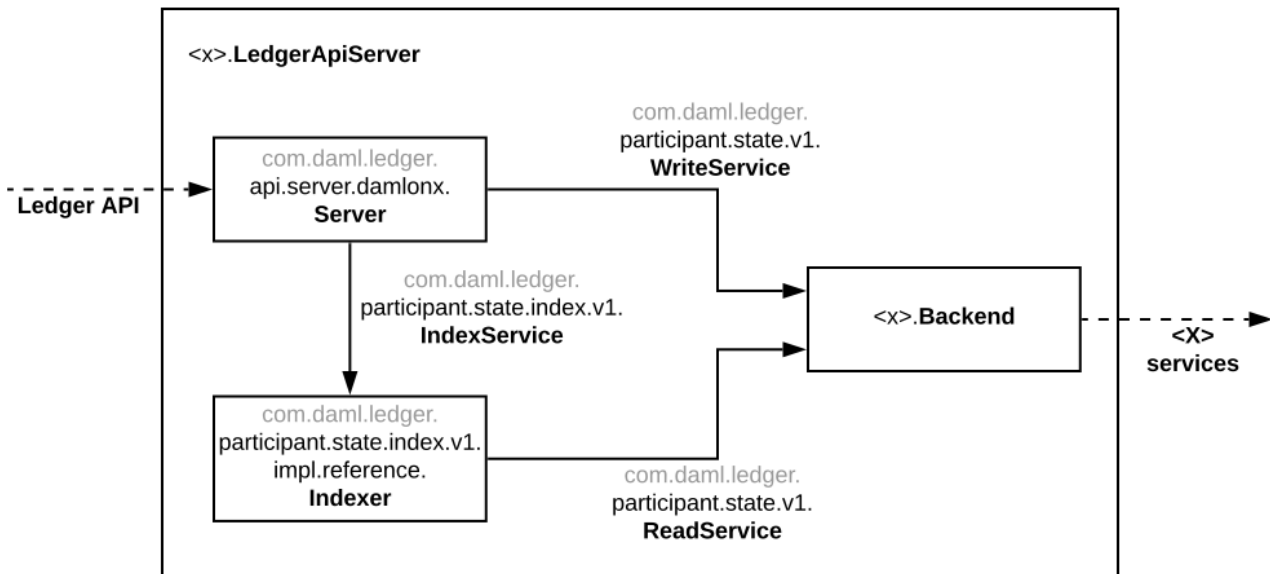 <x>.LedgerApiServer
com.daml.ledger.
participant.state.v1.
WriteService
com.daml.ledger.
api.server.damlonx.
Server
Ledger API
com.daml.ledger.
participant.state.index.v1.
IndexService
<x>.Backend
<X>
services
com.daml.ledger.
participant.state.index.v1.
impl.reference.
Indexer
com.daml.ledger.
participant.state.v1.
ReadService